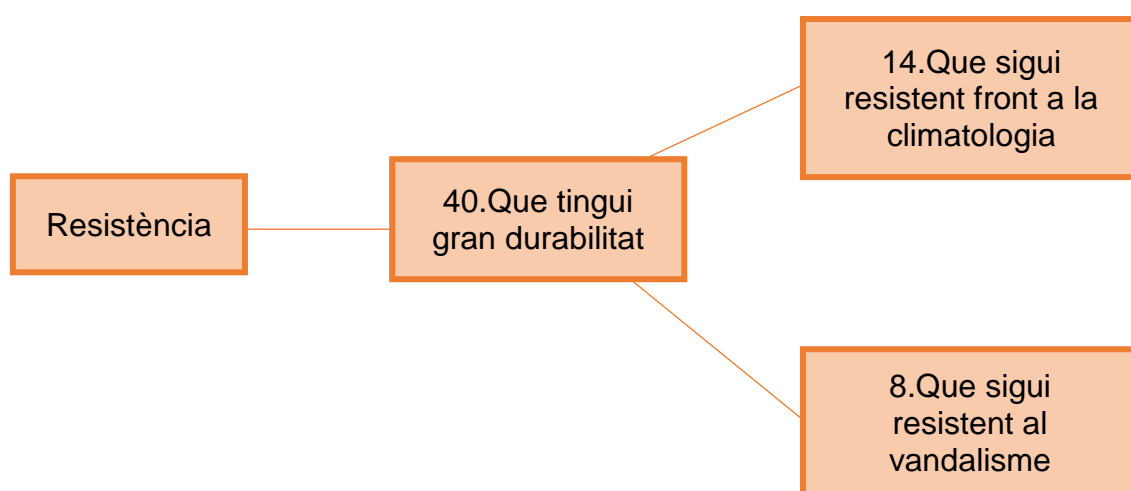 Resistència
40.Que tingui
gran durabilitat
14.Que sigui
resistent front a la
climatologia
8.Que sigui
resistent al
vandalisme